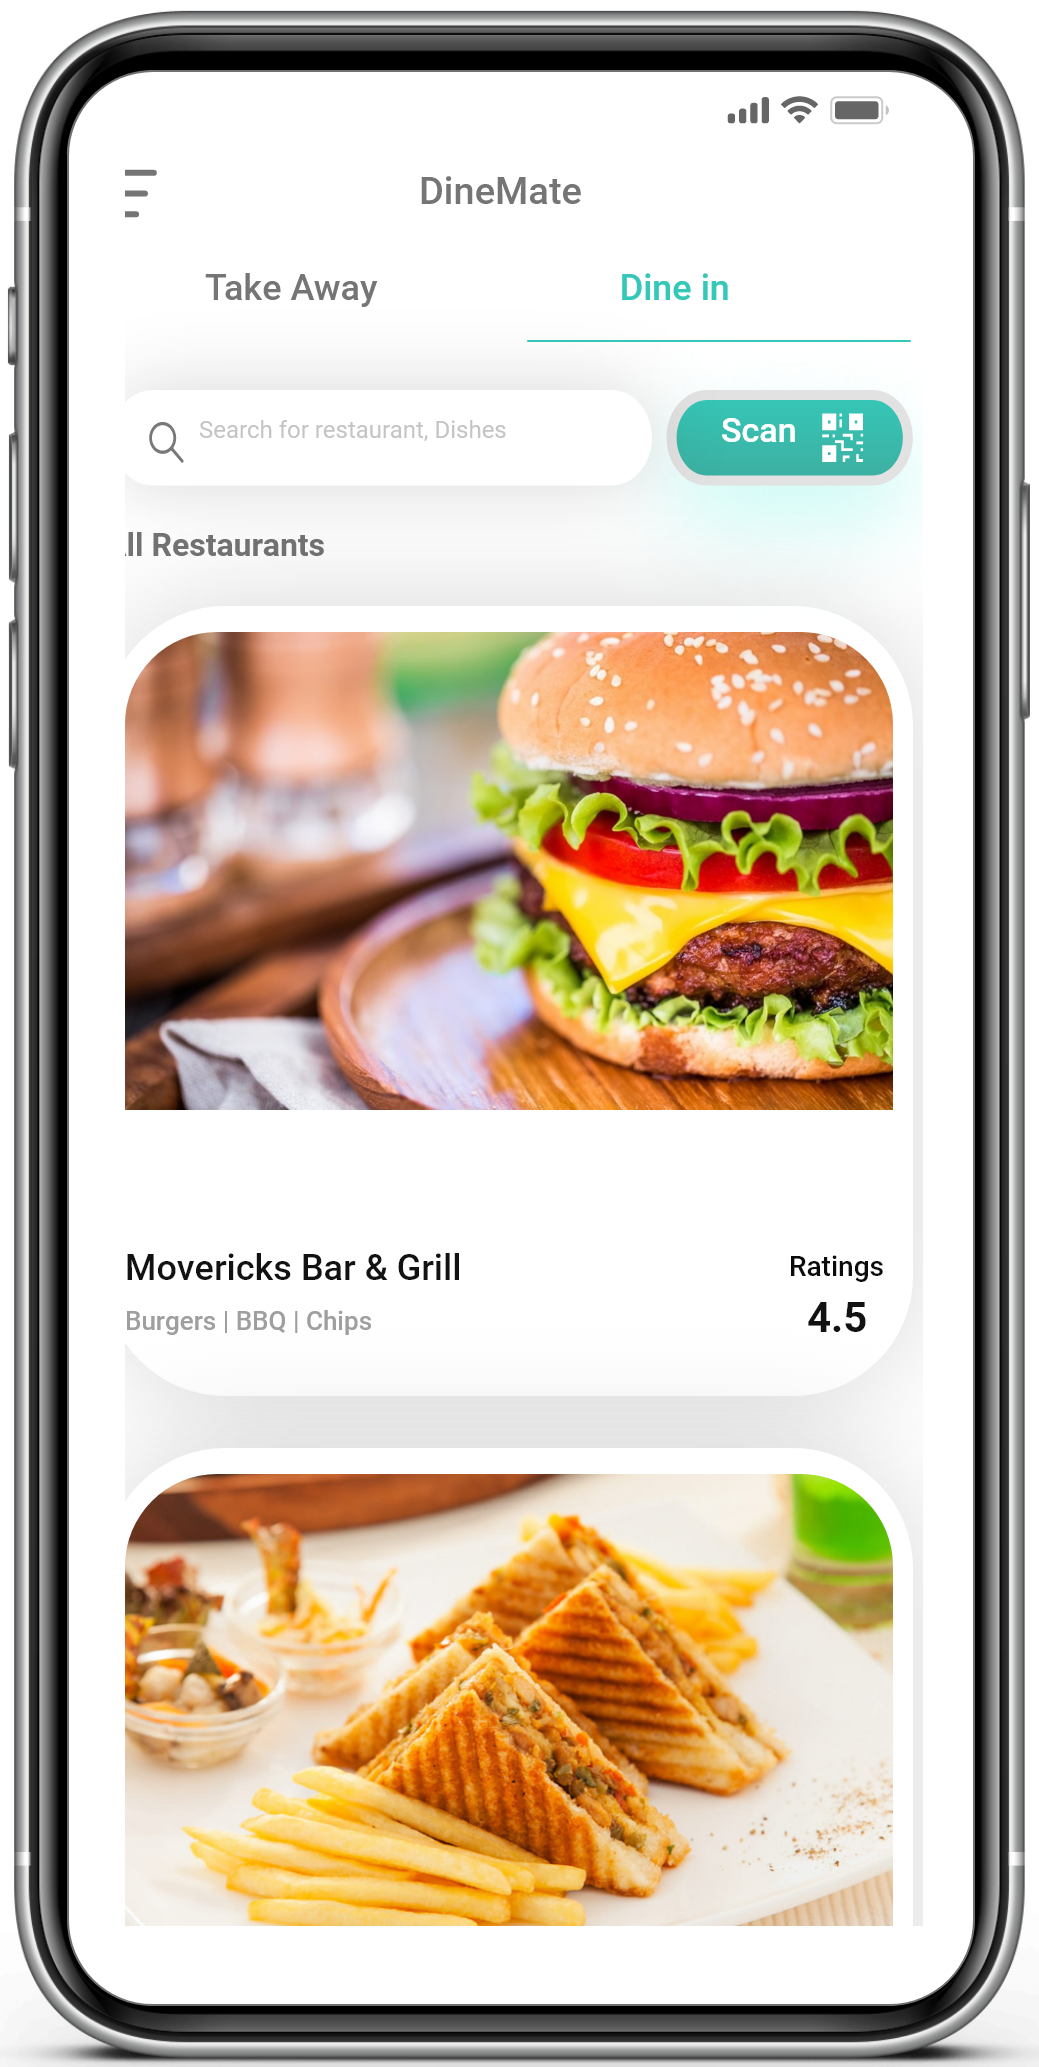 DineMate
Take Away
Dine in
Search for restaurant, Dishes
Scan
ll Restaurants
Movericks Bar & Grill
Ratings
Burgers | BBQ | Chips
4.5